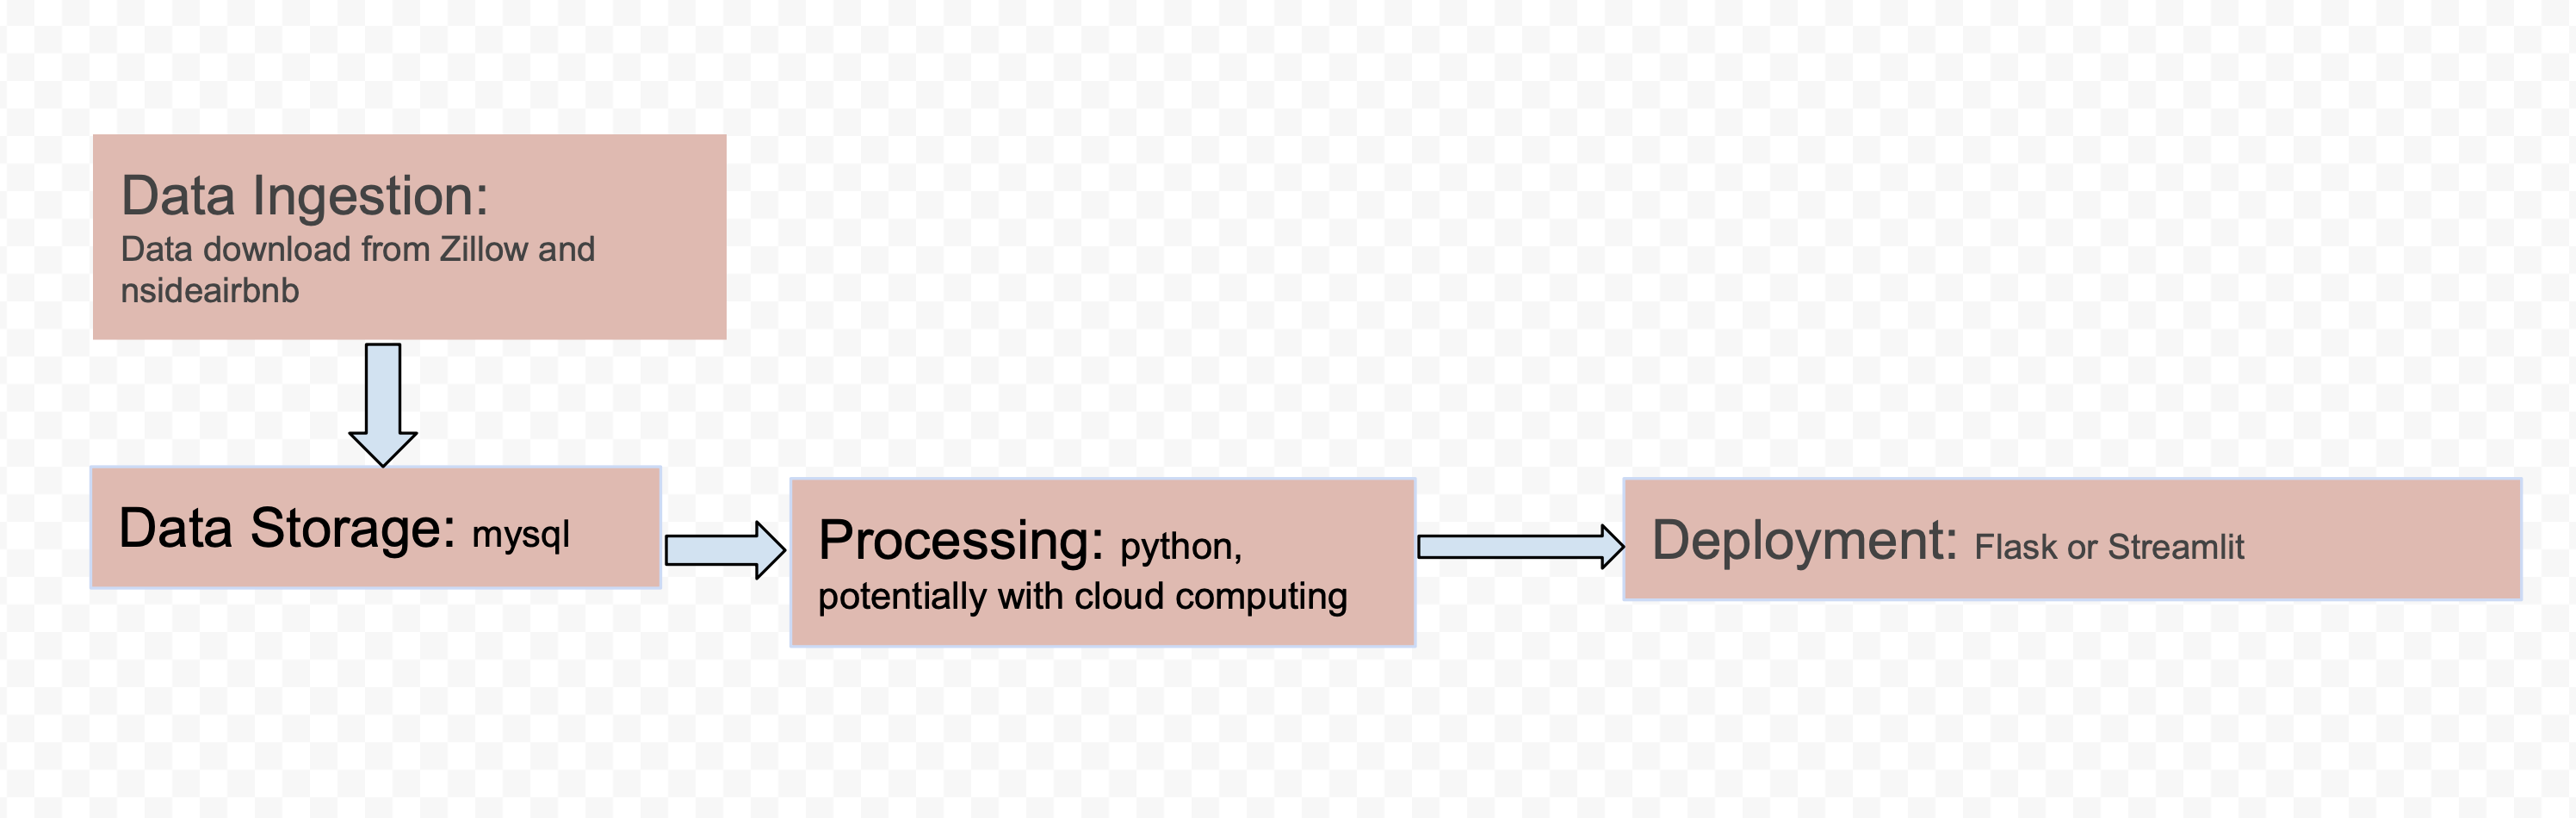 Data Ingestion:
Data download from Zillow and
nsideairbnb
Data Storage: mysql
Processing: python,
potentially with cloud computing
Deployment: Flask or Streamlit